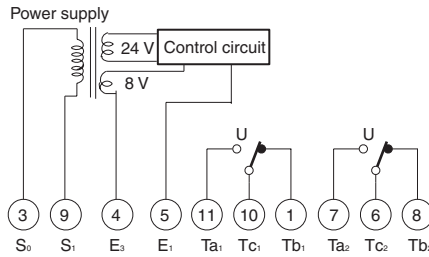 Power supply
24 V
Control circuit
8 V
U
U
3
9
4
5
11
10
1
7
6
8
S₀
S₁
E₃
E₁
Ta₁
Tc₁
Tb₁
Ta₂
Tc₂
Tb₂